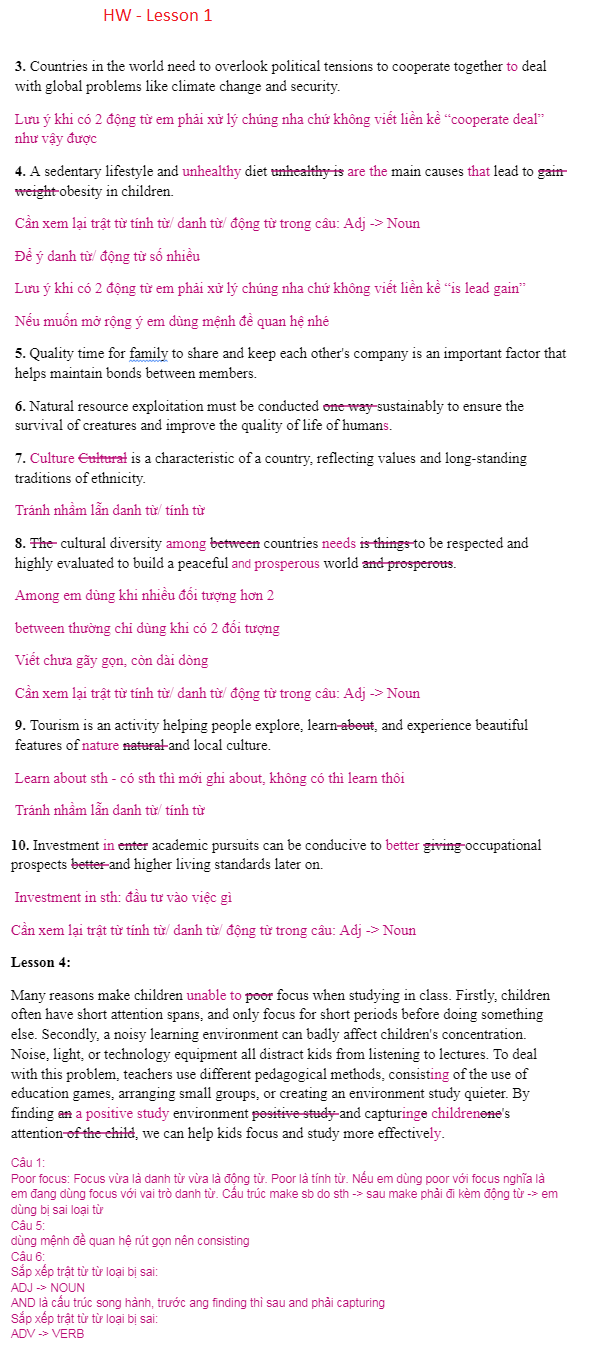 HW - Lesson 1
3. Countries in the world need to overlook political tensions to cooperate together to deal
with global problems like climate change and security.
Lưu ý khi có 2 động từ em phải xử lý chúng nha chứ không viết liền kề “cooperate deal”
như vậy được
4. A sedentary lifestyle and unhealthy diet unhealthy is are the main causes that lead to gain
weight obesity in children.
Cần xem lại trật từ tính từ/ danh từ/ động từ trong câu: Adj -> Noun
Để ý danh từ/ động từ số nhiều
Lưu ý khi có 2 động từ em phải xử lý chúng nha chứ không viết liền kề “is lead gain”
Nếu muốn mở rộng ý em dùng mệnh đề quan hệ nhé
5. Quality time for family to share and keep each other's company is an important factor that
helps maintain bonds between members.
6. Natural resource exploitation must be conducted one way sustainably to ensure the
survival of creatures and improve the quality of life of humans.
7. Culture Cultural is a characteristic of a country, reflecting values and long-standing
traditions of ethnicity.
Tránh nhầm lẫn danh từ/ tính từ
8. The cultural diversity among between countries needs is things to be respected and
highly evaluated to build a peaceful and prosperous world and prosperous.
Among em dùng khi nhiều đối tượng hơn 2
between thường chỉ dùng khi có 2 đối tượng
Viết chưa gãy gọn, còn dài dòng
Cần xem lại trật từ tính từ/ danh từ/ động từ trong câu: Adj -> Noun
9. Tourism is an activity helping people explore, learn about, and experience beautiful
features of nature natural and local culture.
Learn about sth - có sth thì mới ghi about, không có thì learn thôi
Tránh nhầm lẫn danh từ/ tính từ
10. Investment in enter academic pursuits can be conducive to better giving occupational
prospects better and higher living standards later on.
Investment in sth: đầu tư vào việc gì
Cần xem lại trật từ tính từ/ danh từ/ động từ trong câu: Adj -> Noun
Lesson 4:
Many reasons make children unable to poor focus when studying in class. Firstly, children
often have short attention spans, and only focus for short periods before doing something
else. Secondly, a noisy learning environment can badly affect children's concentration.
Noise, light, or technology equipment all distract kids from listening to lectures. To deal
with this problem, teachers use different pedagogical methods, consisting of the use of
education games, arranging small groups, or creating an environment study quieter. By
finding an a positive study environment positive study and capturinge childrenone's
attention of the child, we can help kids focus and study more effectively.
Câu 1:
Poor focus: Focus vừa là danh từ vừa là động từ. Poor là tính từ. Nếu em dùng poor với focus nghĩa là
em đang dùng focus với vai trò danh từ. Cấu trúc make sb do sth -> sau make phải đi kèm động từ -> em
dùng bị sai loại từ
Câu 5:
dùng mệnh đề quan hệ rút gọn nên consisting
Câu 6:
Sắp xếp trật từ từ loại bị sai:
ADJ -> NOUN
AND là cấu trúc song hành, trước ang finding thì sau and phải capturing
Sắp xếp trật từ từ loại bị sai:
ADV -> VERB